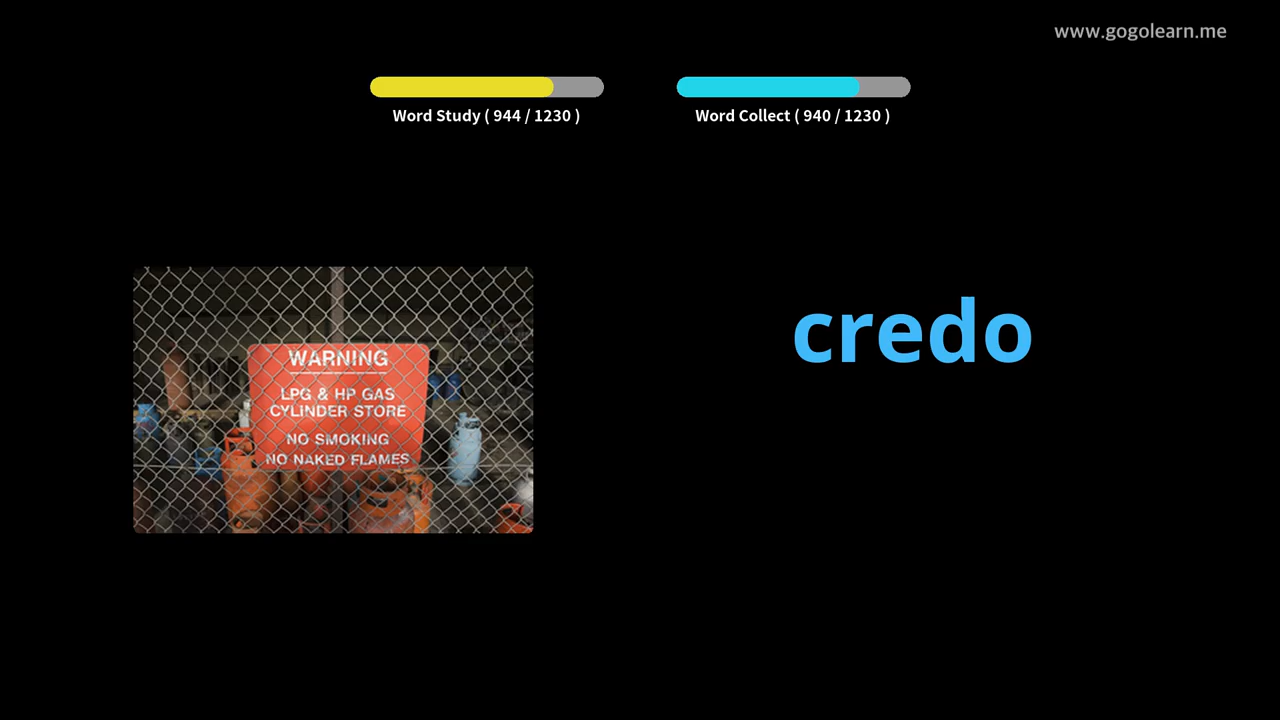 www.gogolearn.me
Word Study ( 944 / 1230 )
Word Collect ( 940 / 1230 )
WARNING
LPG & HP GAS
CYLINDER STORE
NO SMOKING
NO NAKED FLAMES
credo